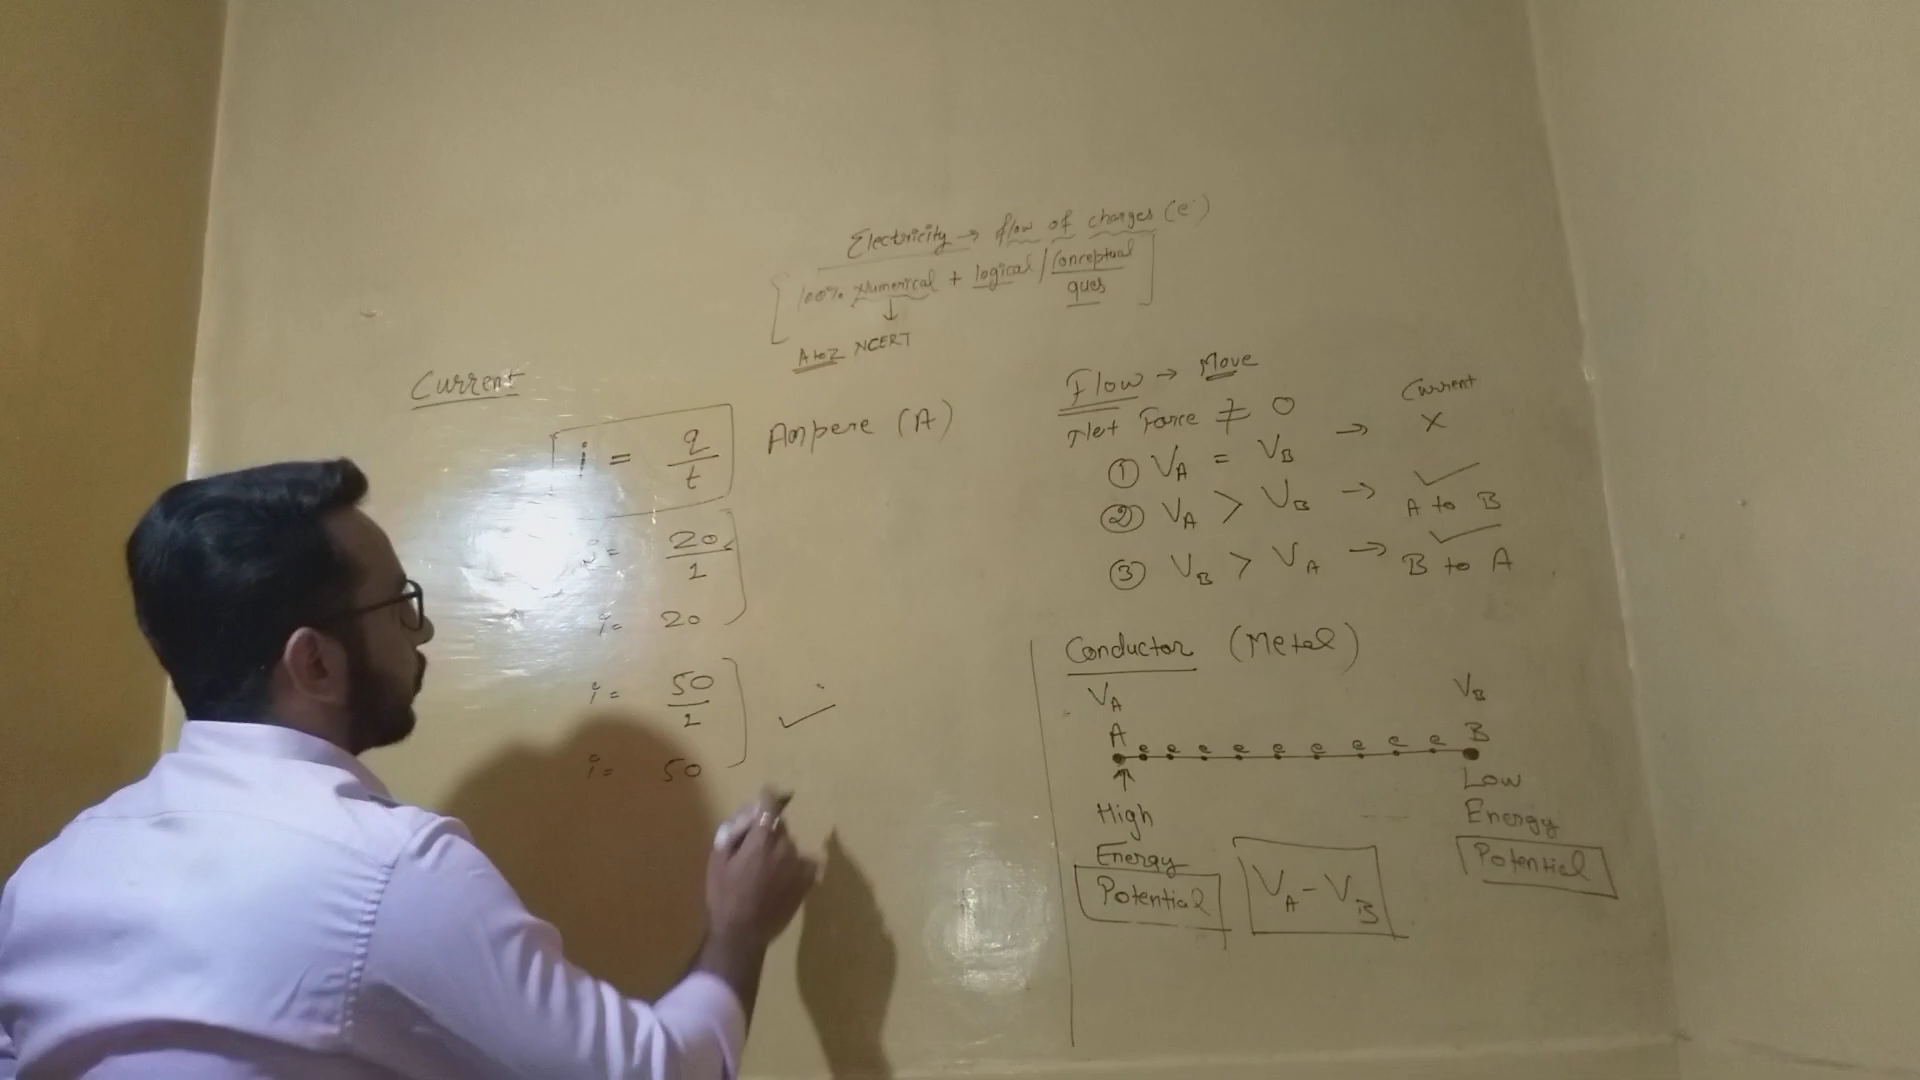 Electricity → flow of charges (e⁻)
[100% Numerical + logical / Conceptual
ques]
↓
A to Z NCERT
Current
i = q/t
Ampere (A)
i = 20/1
i = 20
i = 50/1
i = 50
✓
Flow → Move
Net Force ≠ 0
Current
① V_A = V_B → X
② V_A > V_B → ✓
A to B
③ V_B > V_A → ✓
B to A
Conductor (Metal)
V_A V_B
A e e e e e e e e e B
↑
High
Energy
Potential
V_A - V_B
Low
Energy
Potential